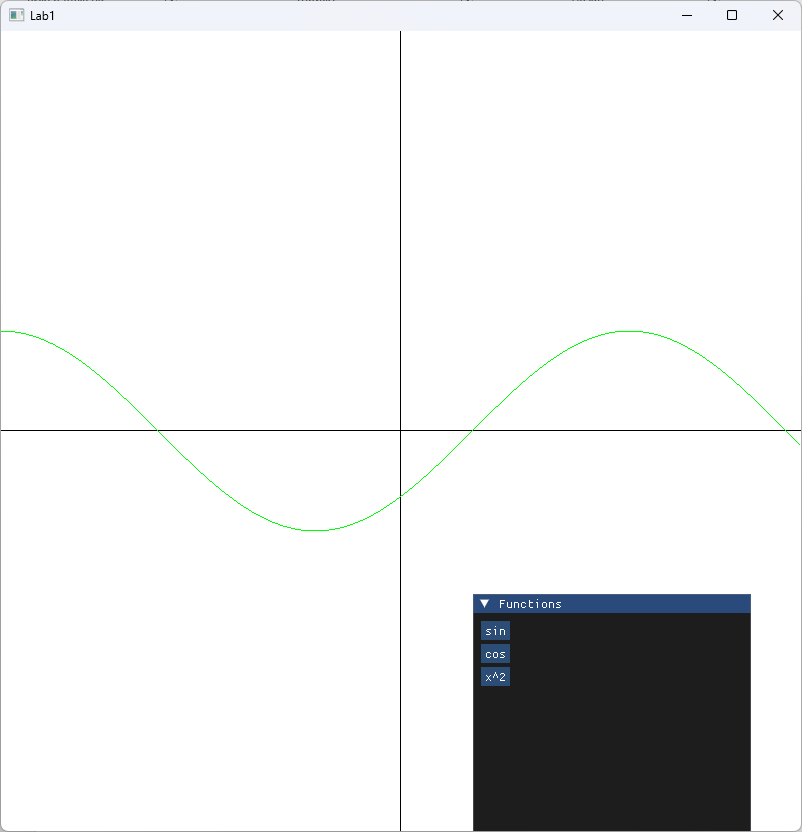 Lab1
Functions
sin
cos
x^2